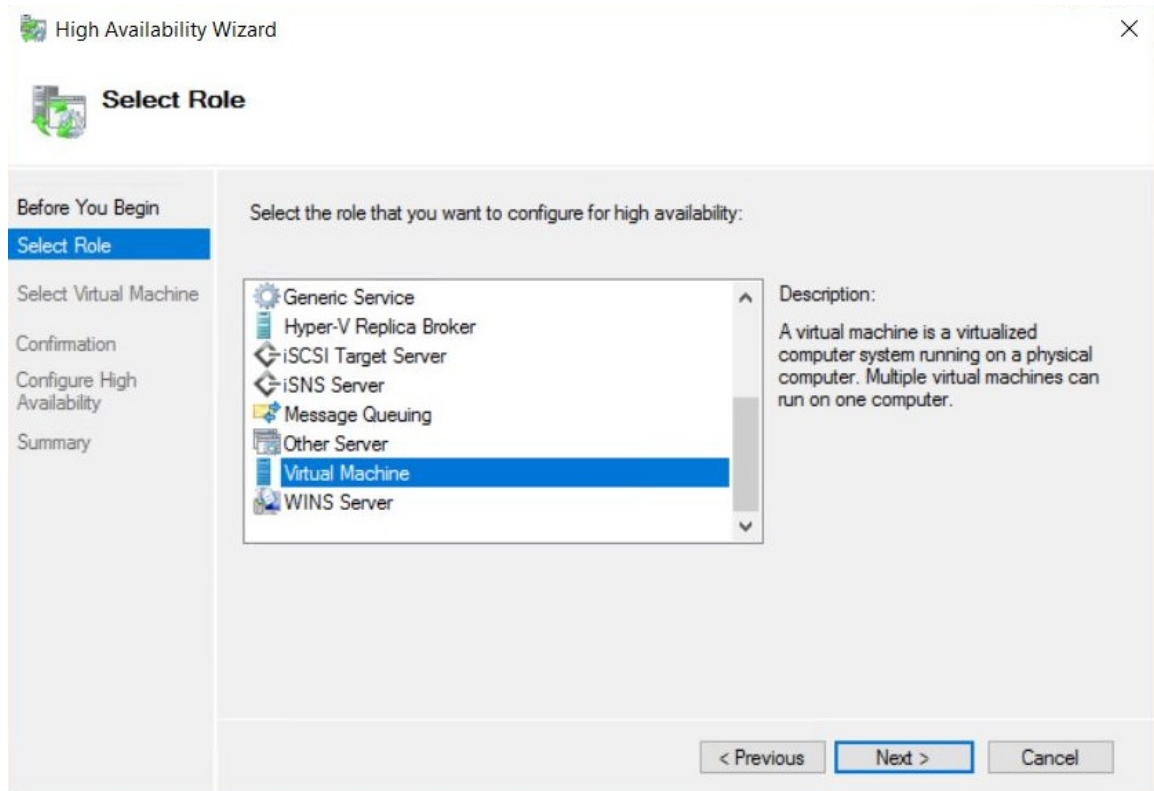 High Availability Wizard
Select Role
Before You Begin
Select Role
Select Virtual Machine
Confirmation
Configure High
Availability
Summary
Select the role that you want to configure for high availability:
Generic Service
Hyper-V Replica Broker
iSCSI Target Server
iSNS Server
Message Queuing
Other Server
Virtual Machine
WINS Server
Description:
A virtual machine is a virtualized
computer system running on a physical
computer. Multiple virtual machines can
run on one computer.
< Previous
Next >
Cancel